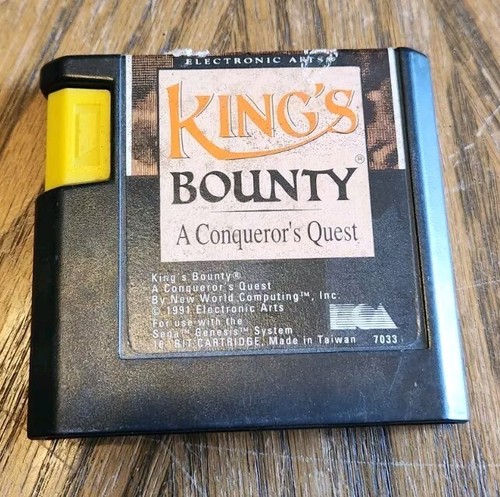 ELECTRONIC ARTS®
KING'S
BOUNTY®
A Conqueror's Quest
King's Bounty®
A Conqueror's Quest
By New World Computing™, Inc.
© 1991 Electronic Arts
For use with the
Sega™ Genesis™ System
16-BIT CARTRIDGE, Made in Taiwan 7033
EA